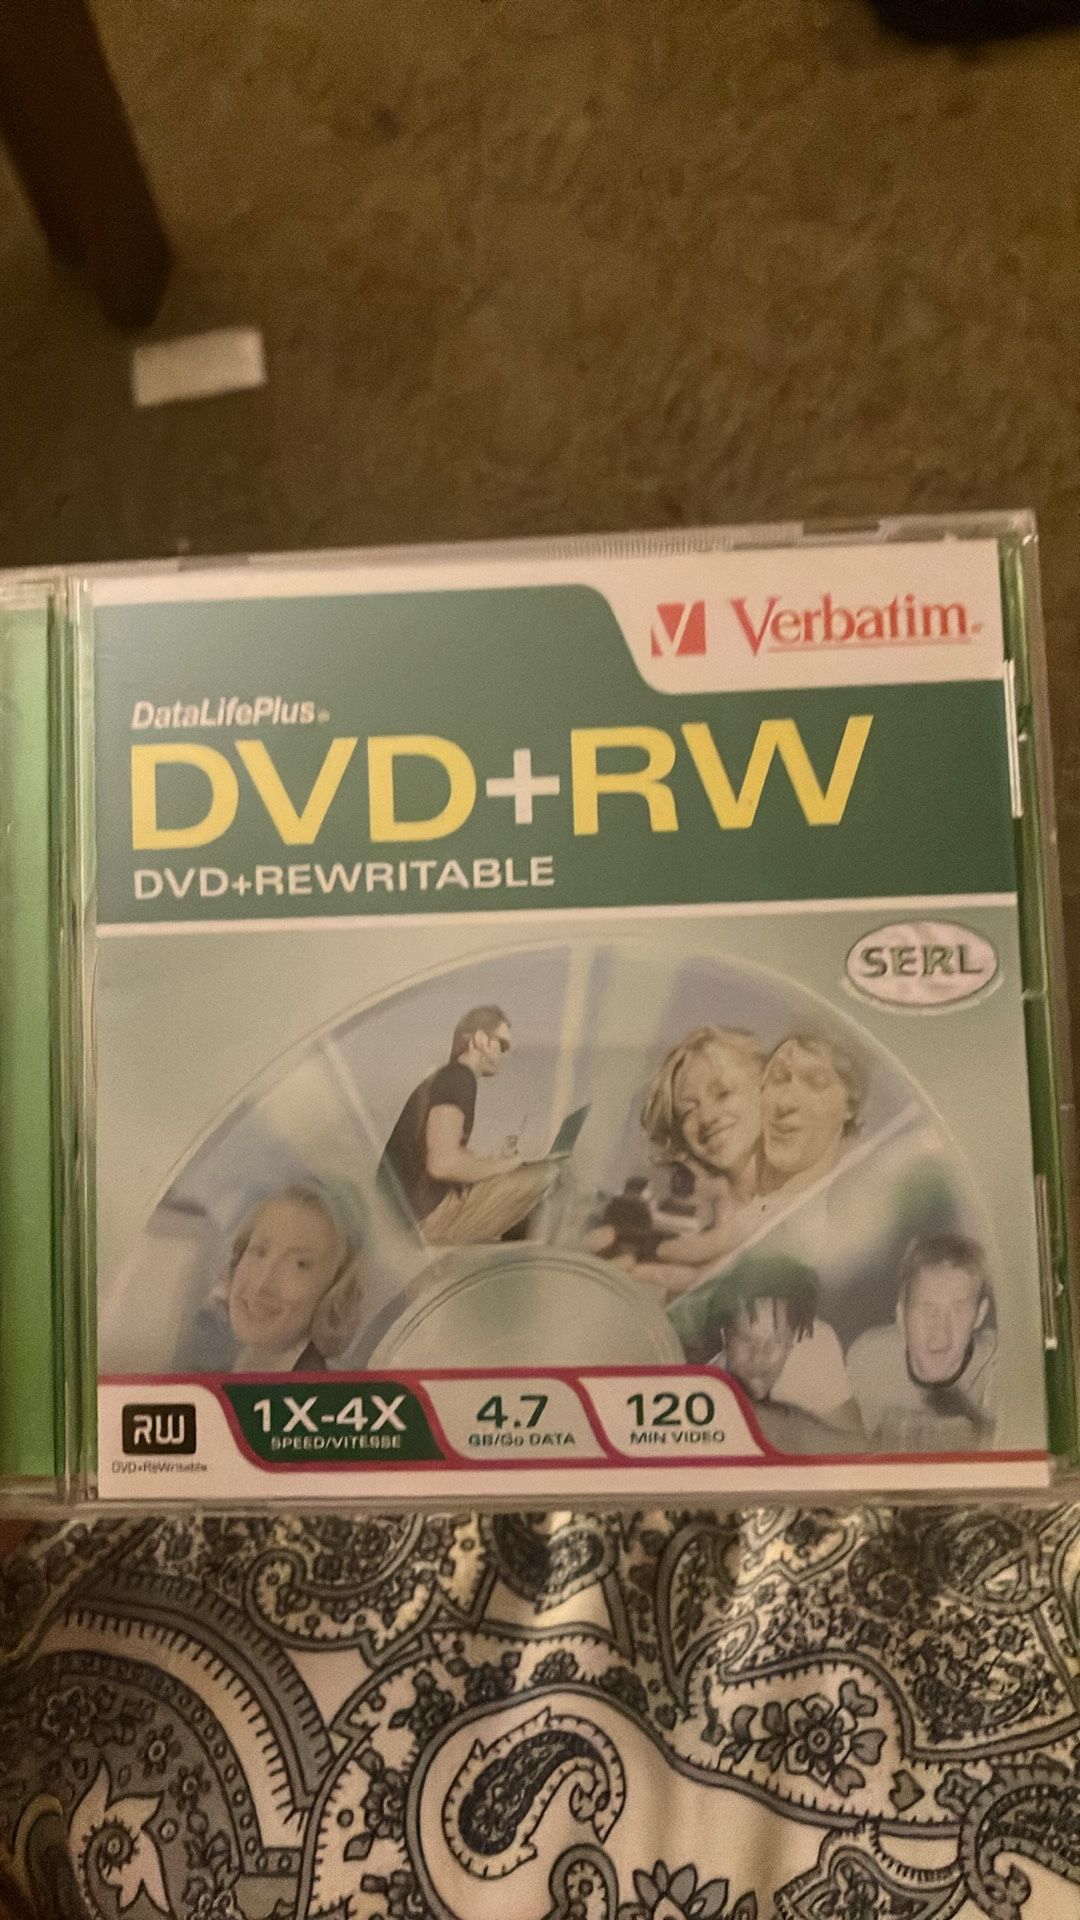 Verbatim
DataLifePlus
DVD+RW
DVD+REWRITABLE
SERL
RW
DVD+ReWritable
1X-4X
SPEED/VITESSE
4.7
GB/Go DATA
120
MIN VIDEO